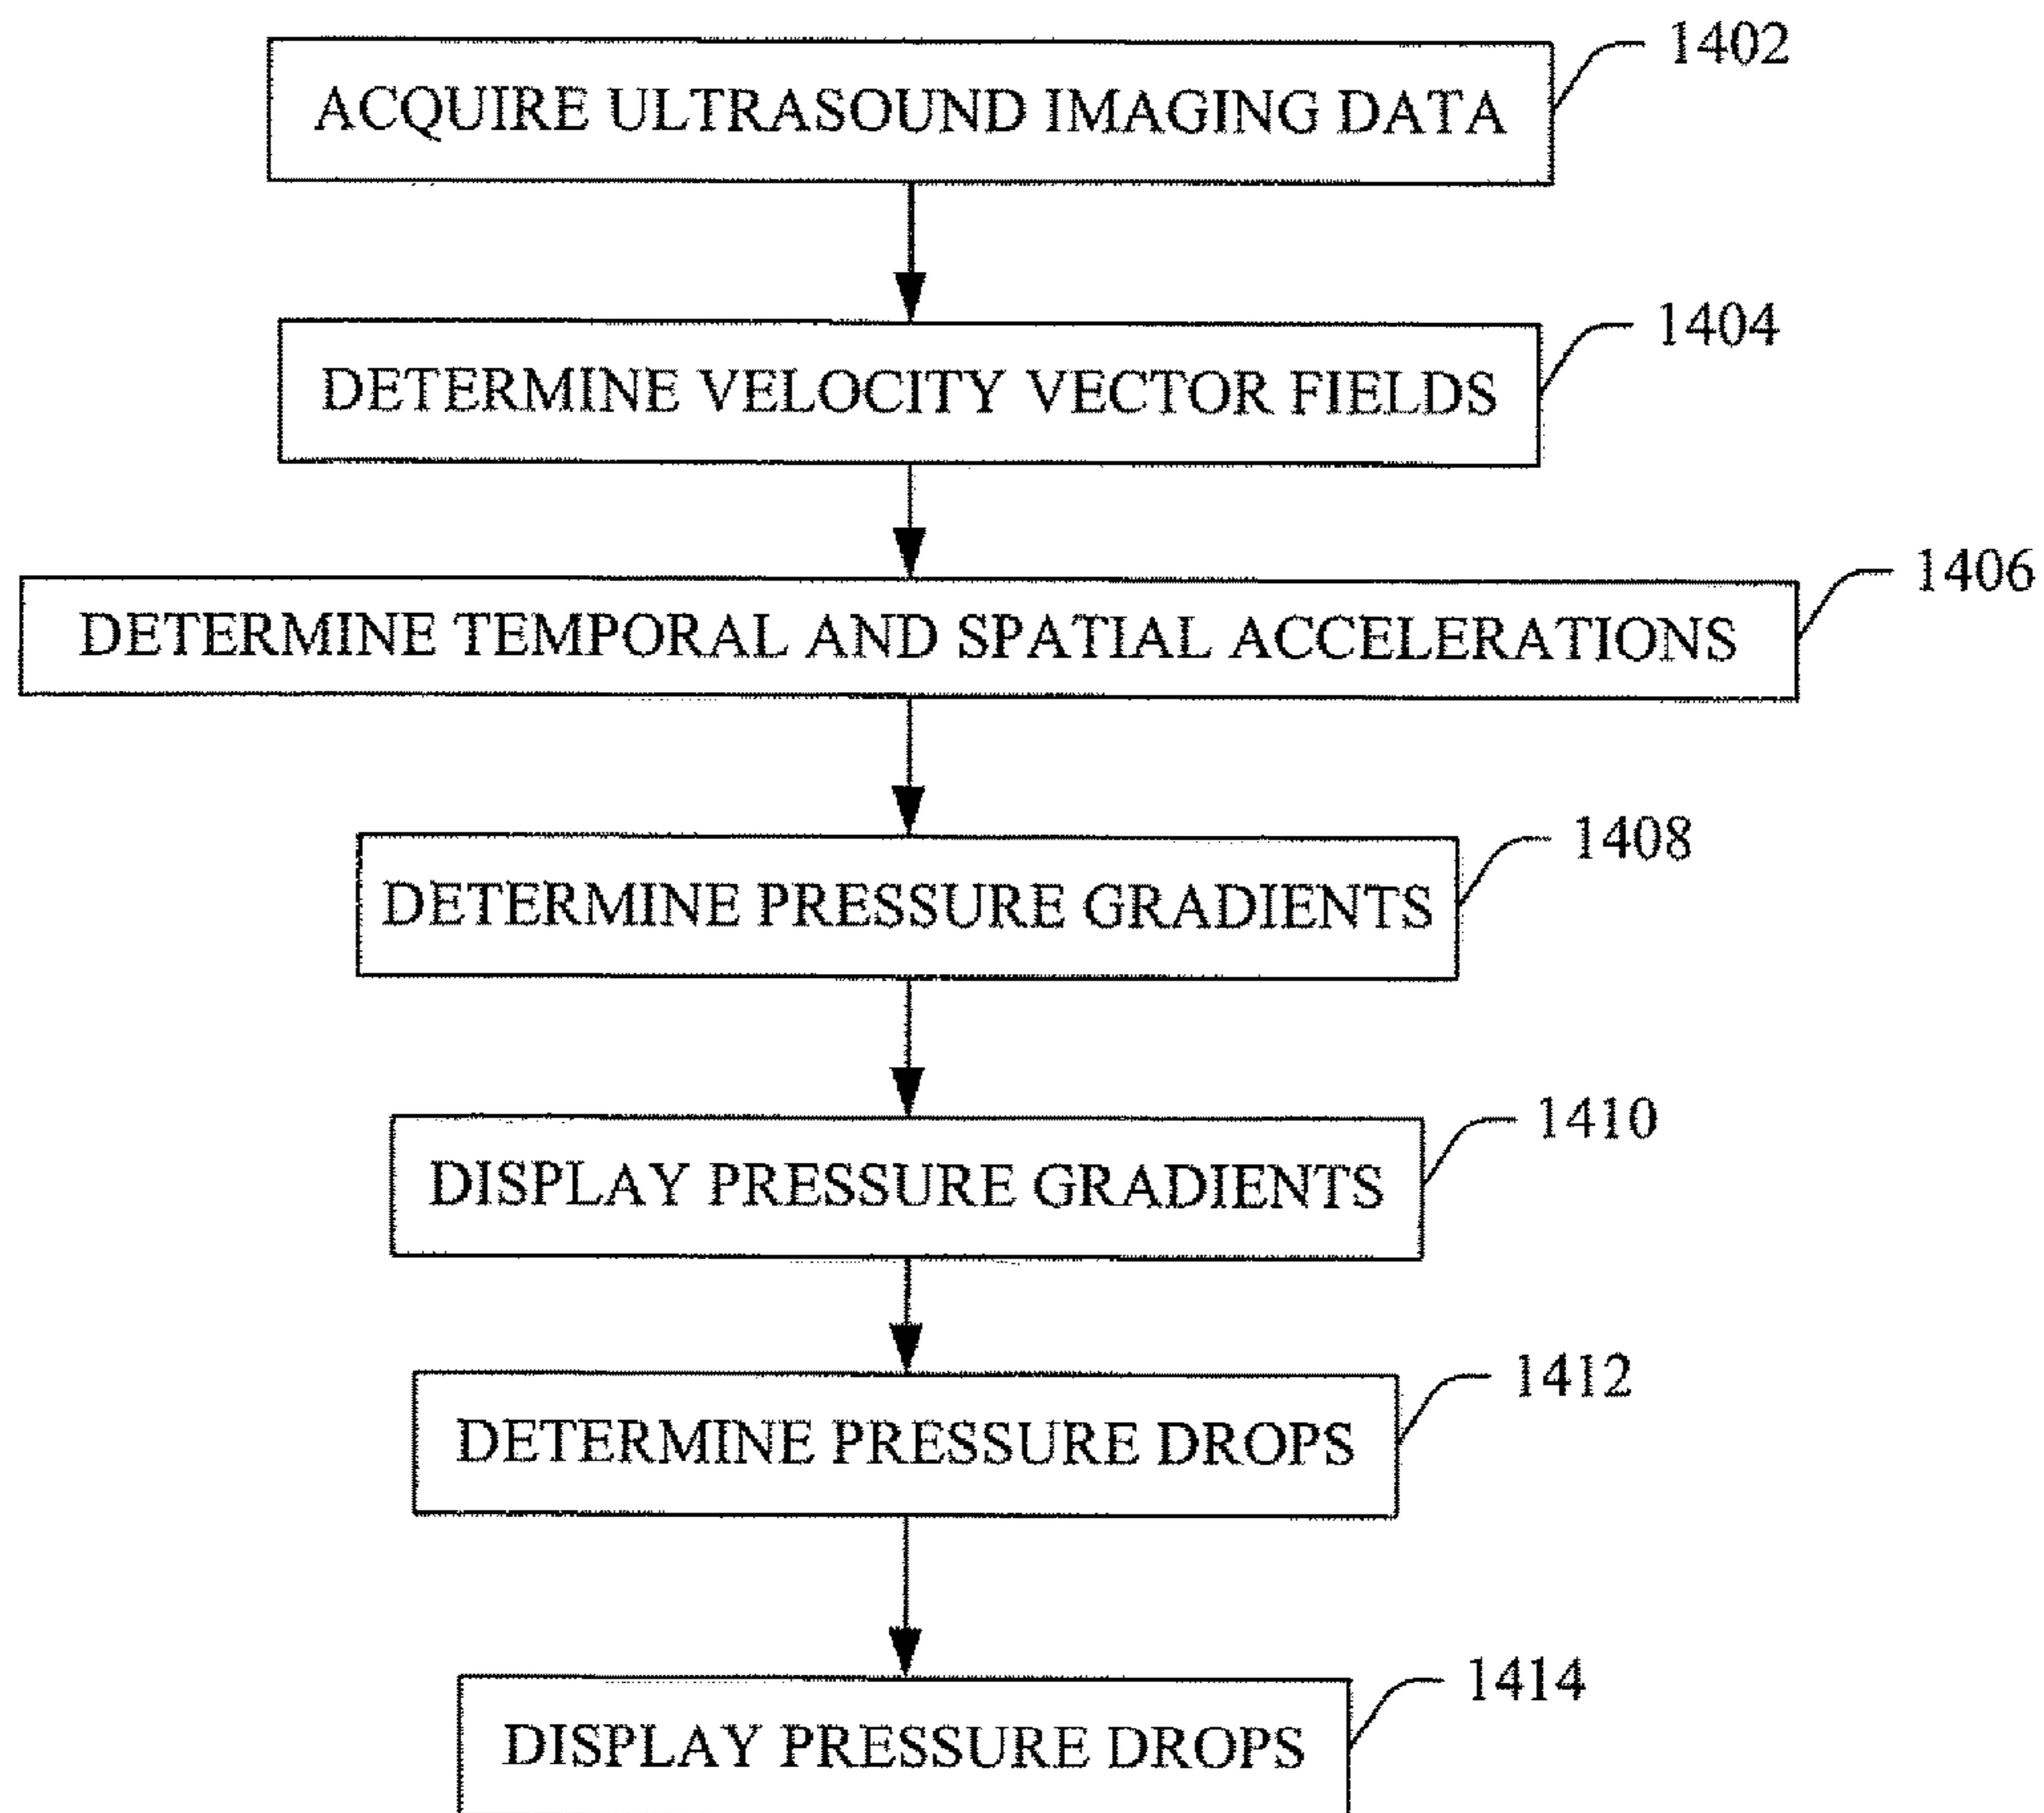 ACQUIRE ULTRASOUND IMAGING DATA
1402
DETERMINE VELOCITY VECTOR FIELDS
1404
DETERMINE TEMPORAL AND SPATIAL ACCELERATIONS
1406
DETERMINE PRESSURE GRADIENTS
1408
DISPLAY PRESSURE GRADIENTS
1410
DETERMINE PRESSURE DROPS
1412
DISPLAY PRESSURE DROPS
1414